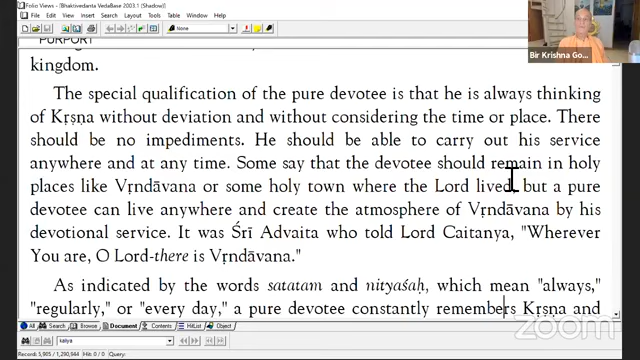 Folio Views - [Bhaktivedanta VedaBase 2003.1 (Shadow)]
File Edit View Search Layout Tools Window Help
None
PURPORT
kingdom.
The special qualification of the pure devotee is that he is always thinking
of Kṛṣṇa without deviation and without considering the time or place. There
should be no impediments. He should be able to carry out his service
anywhere and at any time. Some say that the devotee should remain in holy
places like Vṛndāvana or some holy town where the Lord lived, but a pure
devotee can live anywhere and create the atmosphere of Vṛndāvana by his
devotional service. It was Śrī Advaita who told Lord Caitanya, "Wherever
You are, O Lord-there is Vṛndāvana."
As indicated by the words satatam and nityaśaḥ, which mean "always,"
"regularly," or "every day," a pure devotee constantly remembers Kṛṣṇa and
All Browse Search Document Contents HitList Object
kaliya
Record: 5,905 / 1,290,944 Hit: 0 / 0
Bir Krishna Go...
zoom